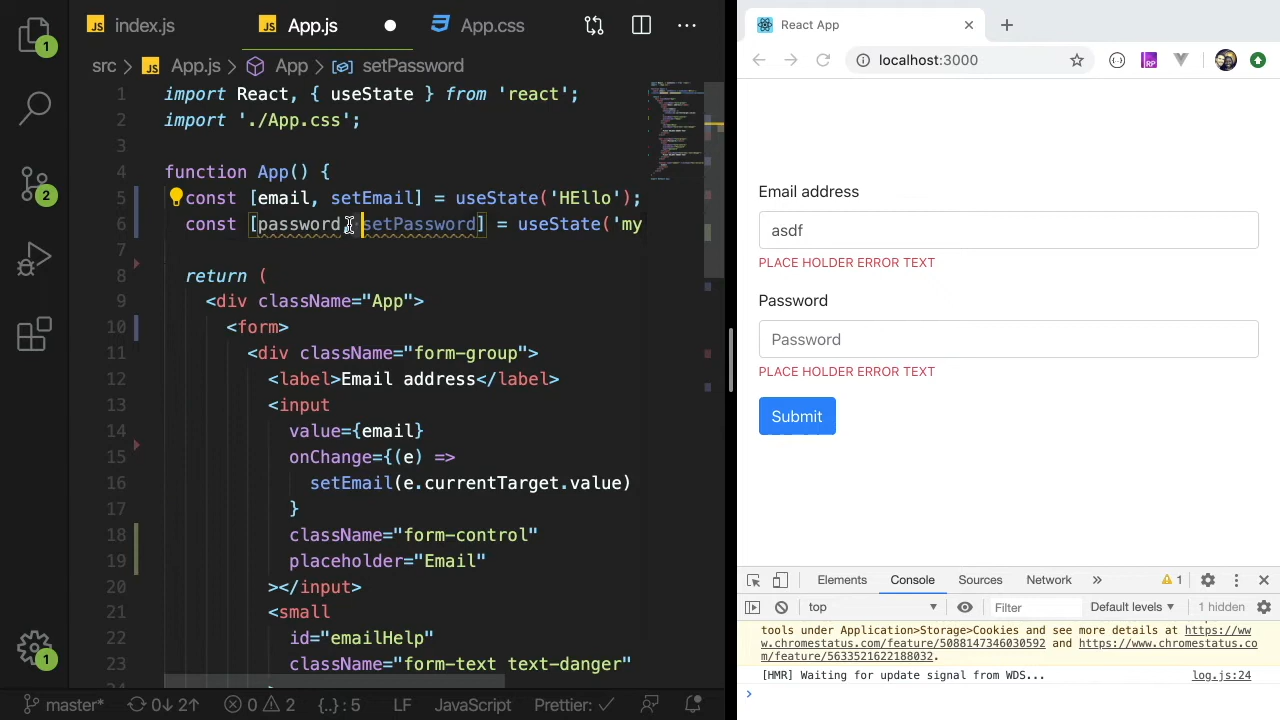 index.js
App.js
App.css
src > App.js > App > setPassword
1 import React, { useState } from 'react';
2 import './App.css';
3
4 function App() {
5 const [email, setEmail] = useState('HEllo');
6 const [password, setPassword] = useState('my
7
8 return (
9 <div className="App">
10 <form>
11 <div className="form-group">
12 <label>Email address</label>
13 <input
14 value={email}
15 onChange={(e) =>
16 setEmail(e.currentTarget.value)
17 }
18 className="form-control"
19 placeholder="Email"
20 ></input>
21 <small
22 id="emailHelp"
23 className="form-text text-danger"
1
2
1
master* 0↓ 2↑ 0 2 {..} : 5 LF JavaScript Prettier: ✓
React App
localhost:3000
RP
Email address
asdf
PLACE HOLDER ERROR TEXT
Password
Password
PLACE HOLDER ERROR TEXT
Submit
Elements Console Sources Network » 1
top Filter Default levels 1 hidden
tools under Application>Storage>Cookies and see more details at https://ww
w.chromestatus.com/feature/5088147346030592 and https://www.chromestatus.co
m/feature/5633521622188032.
[HMR] Waiting for update signal from WDS... log.js:24